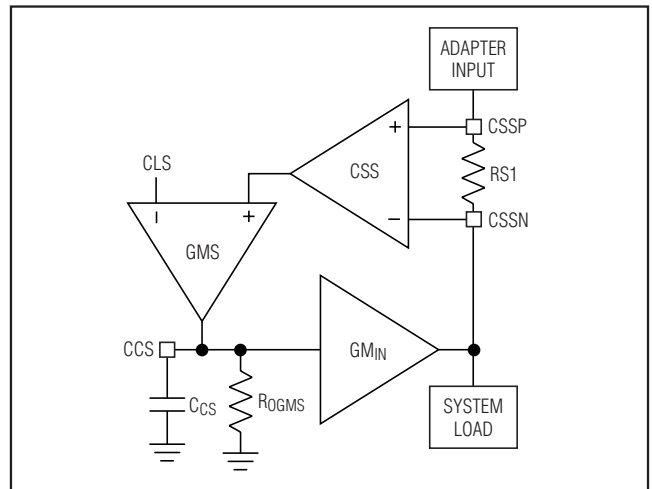 ADAPTER
INPUT
CSSP
+
CSS
RS1
CLS
−
CSSN
− +
GMS
CCS
GMIN
CCS
ROGMS
SYSTEM
LOAD